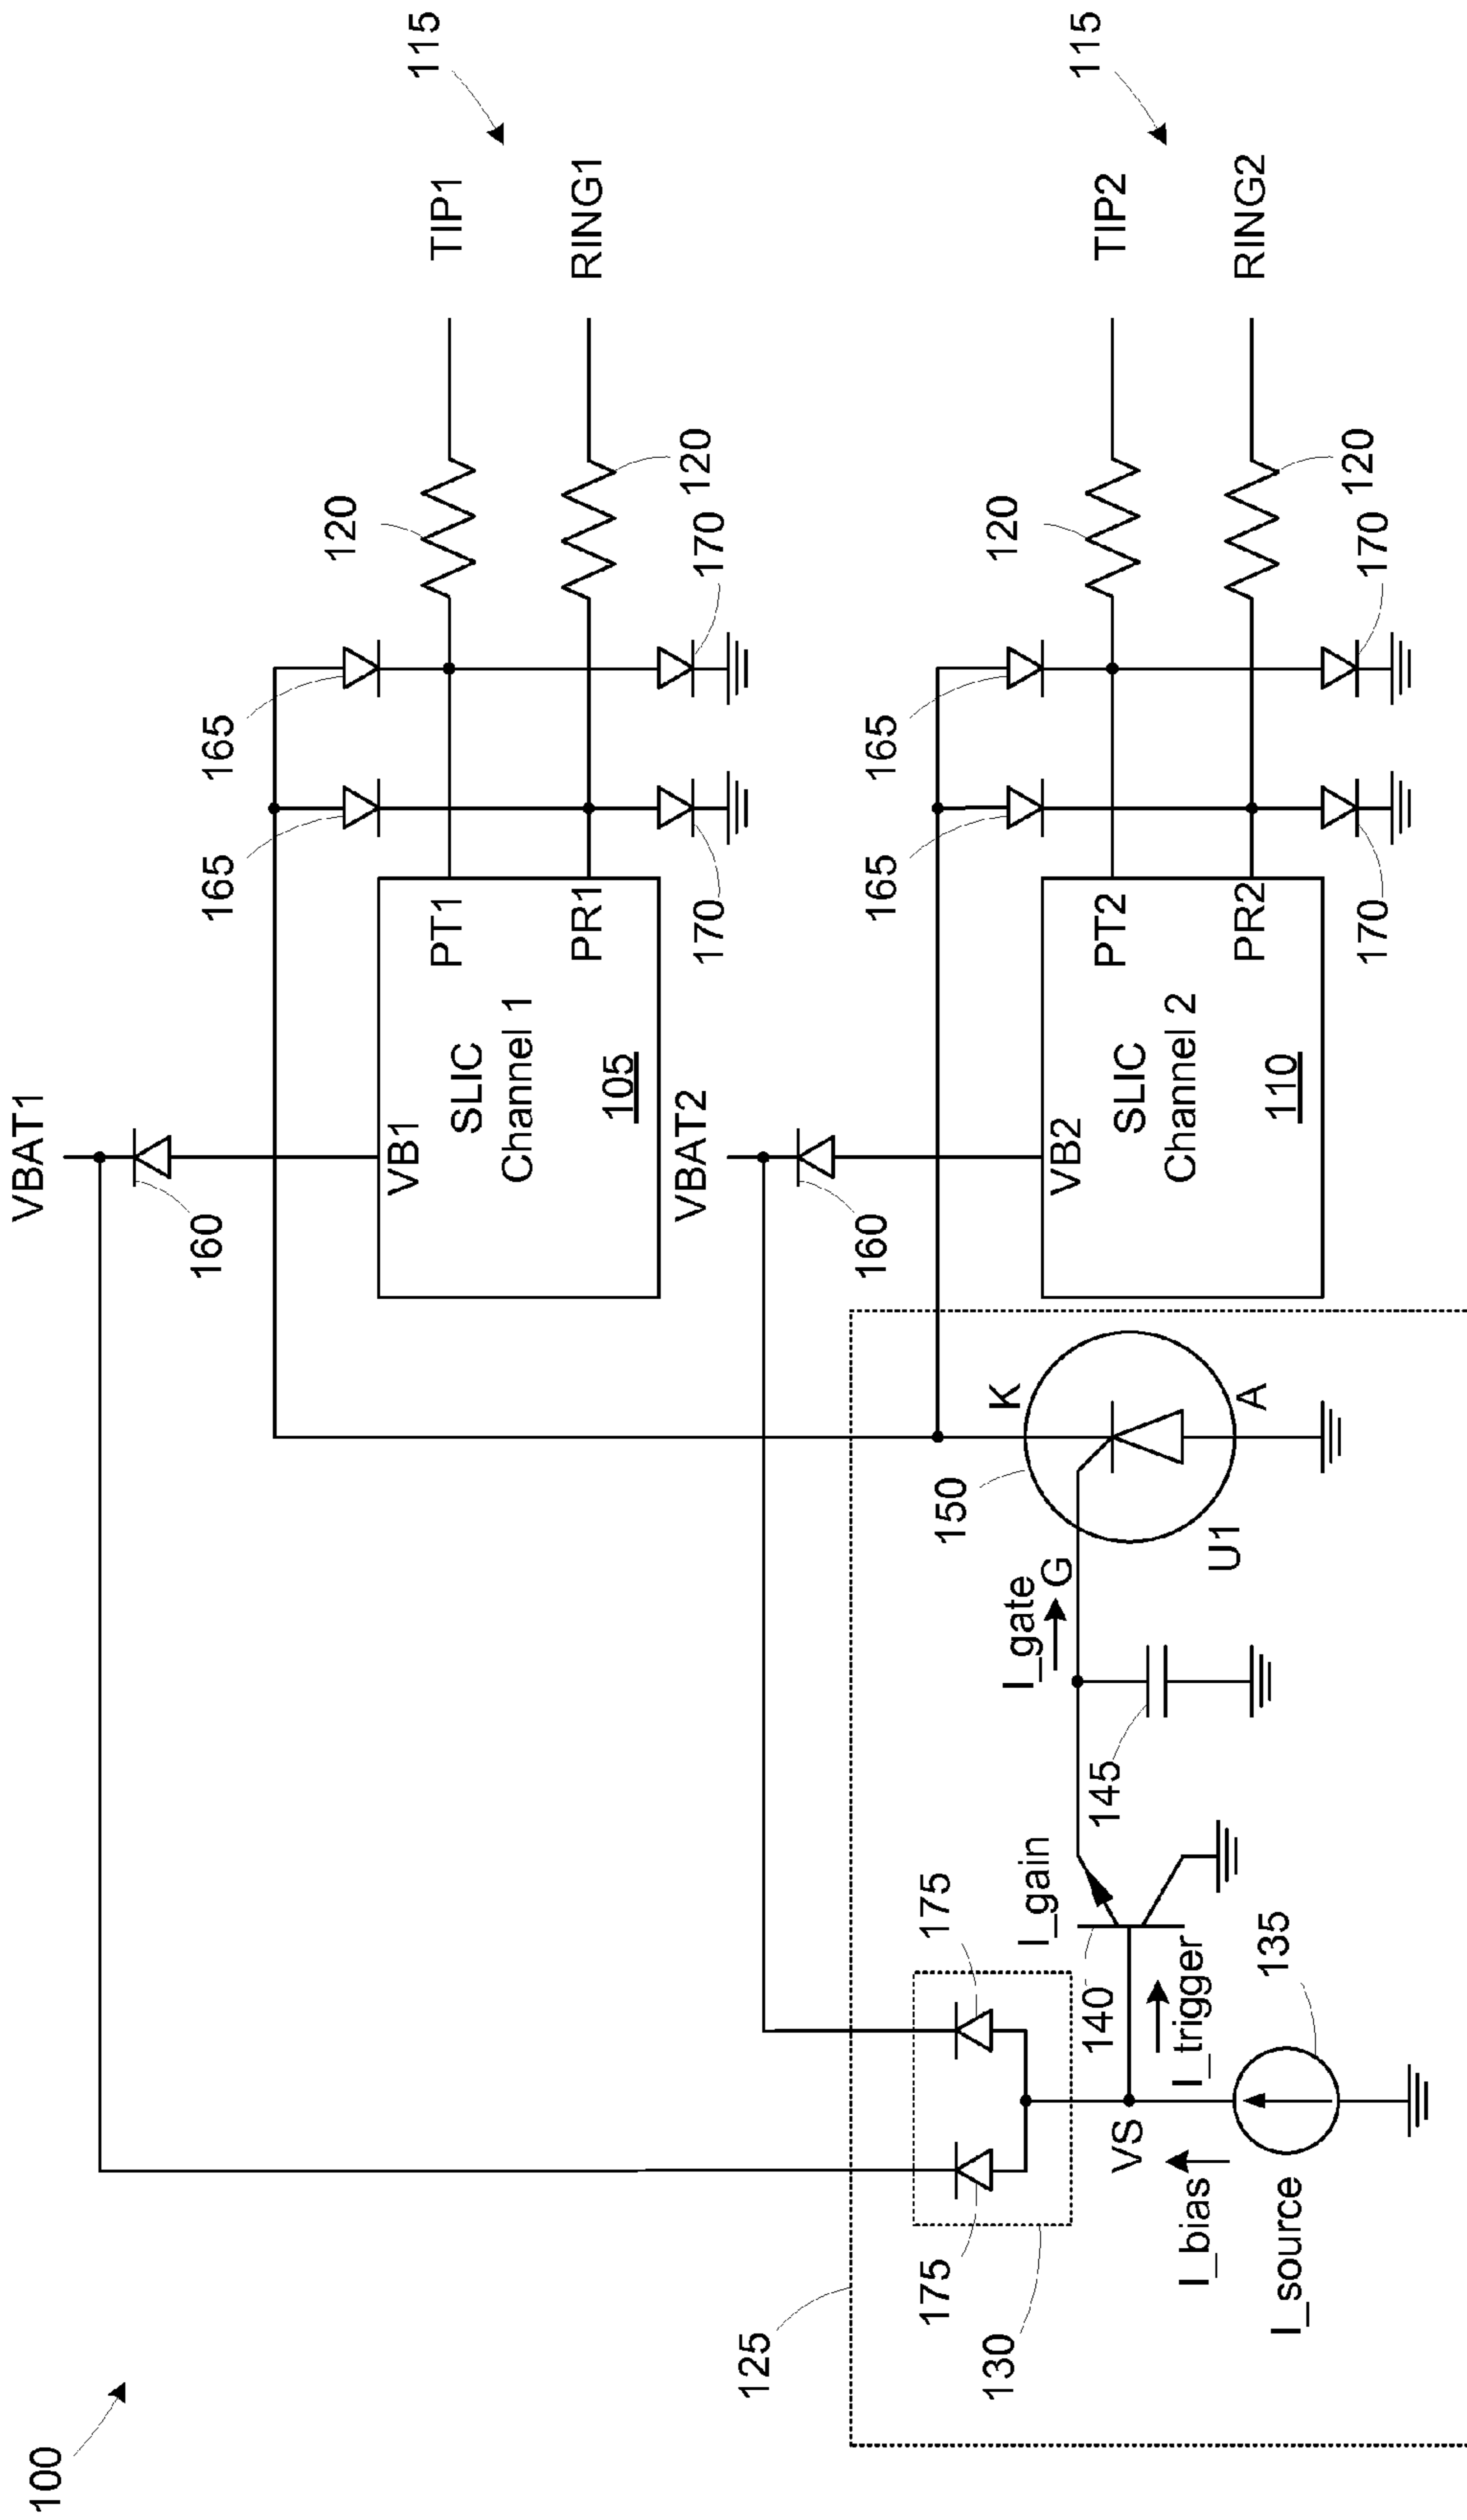 100
VBAT1
160
VB1
SLIC
Channel 1
105
PT1
PR1
165
165
170
170
120
120
TIP1
RING1
115
VBAT2
160
VB2
SLIC
Channel 2
110
PT2
PR2
165
165
170
170
120
120
TIP2
RING2
115
125
130
175
175
VS
I_bias
I_source
135
I_trigger
140
I_gain
145
I_gate
G
150
K
A
U1